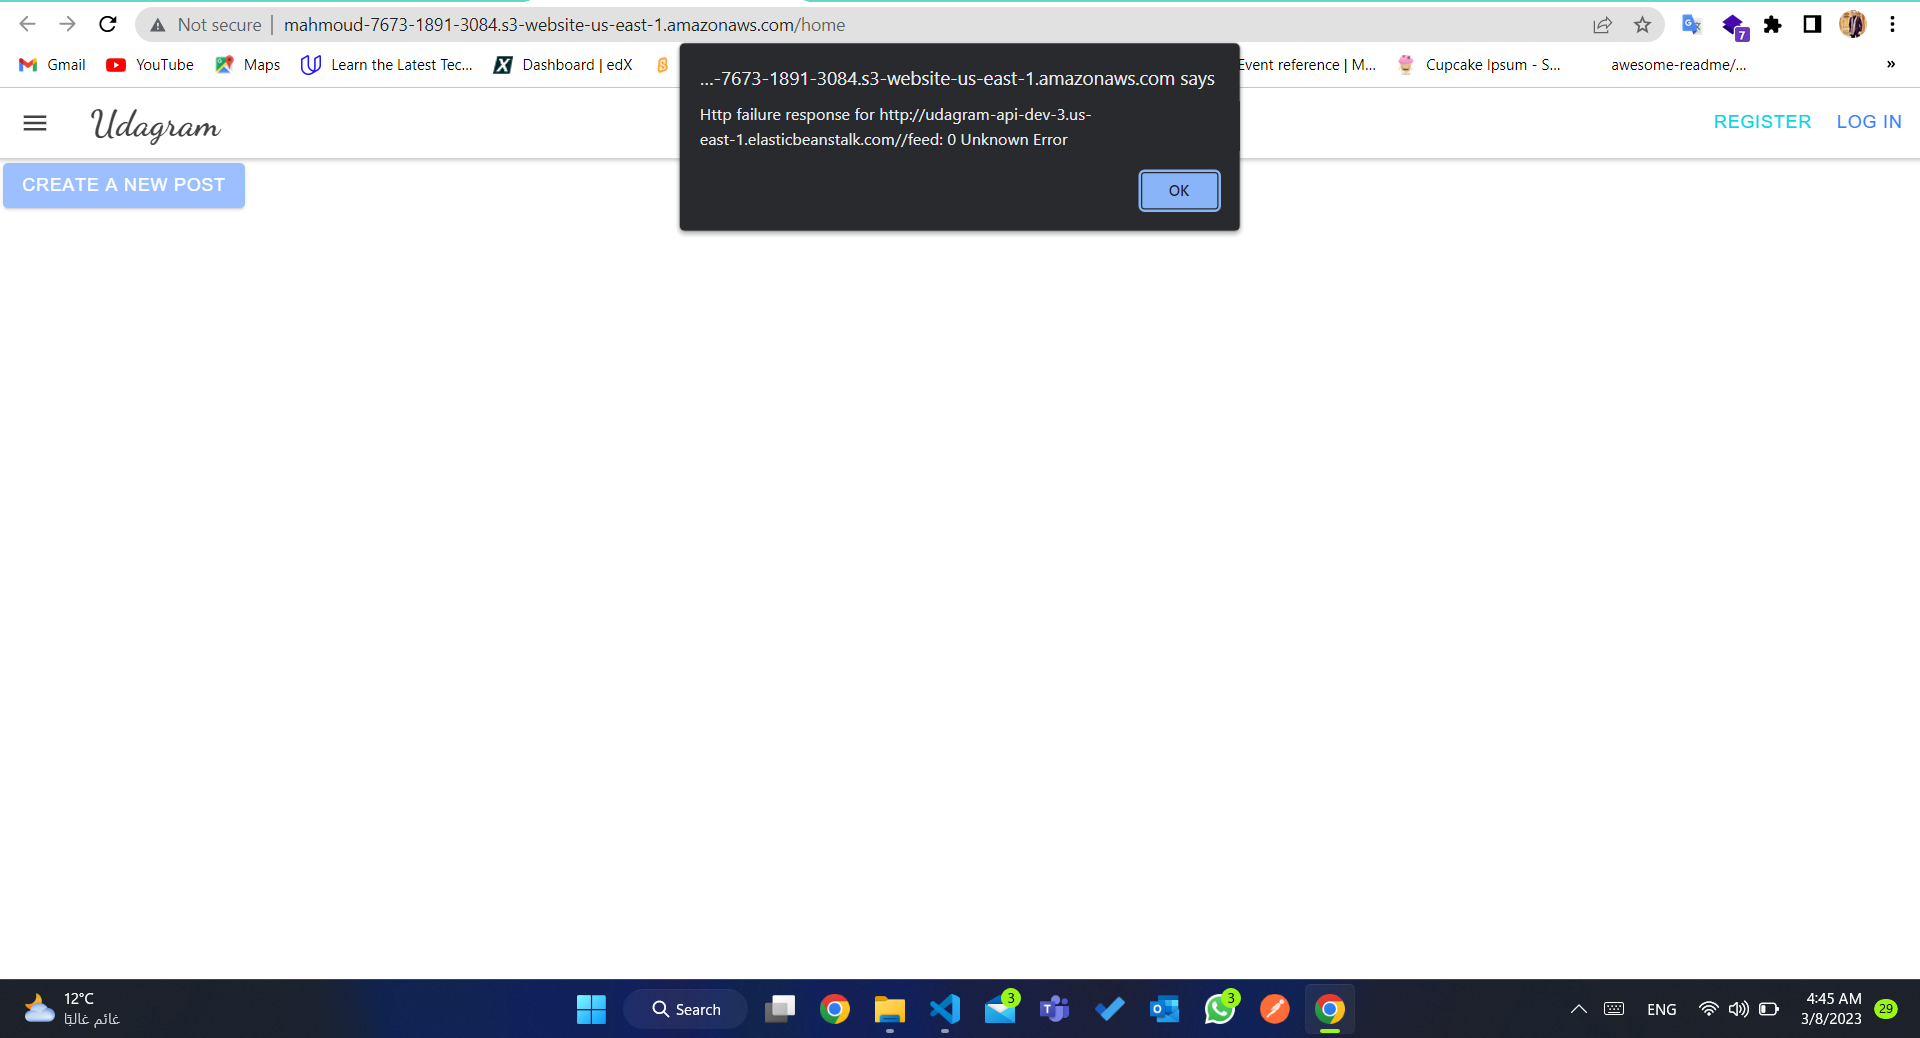 Not secure | mahmoud-7673-1891-3084.s3-website-us-east-1.amazonaws.com/home
7
Gmail YouTube Maps Learn the Latest Tec... Dashboard | edX Event reference | M... Cupcake Ipsum - S... awesome-readme/... »
...-7673-1891-3084.s3-website-us-east-1.amazonaws.com says
Http failure response for http://udagram-api-dev-3.us-
east-1.elasticbeanstalk.com//feed: 0 Unknown Error
OK
Udagram
REGISTER LOG IN
CREATE A NEW POST
12°C
غائم غالبًا
Search
3
3
ENG
4:45 AM
3/8/2023
29